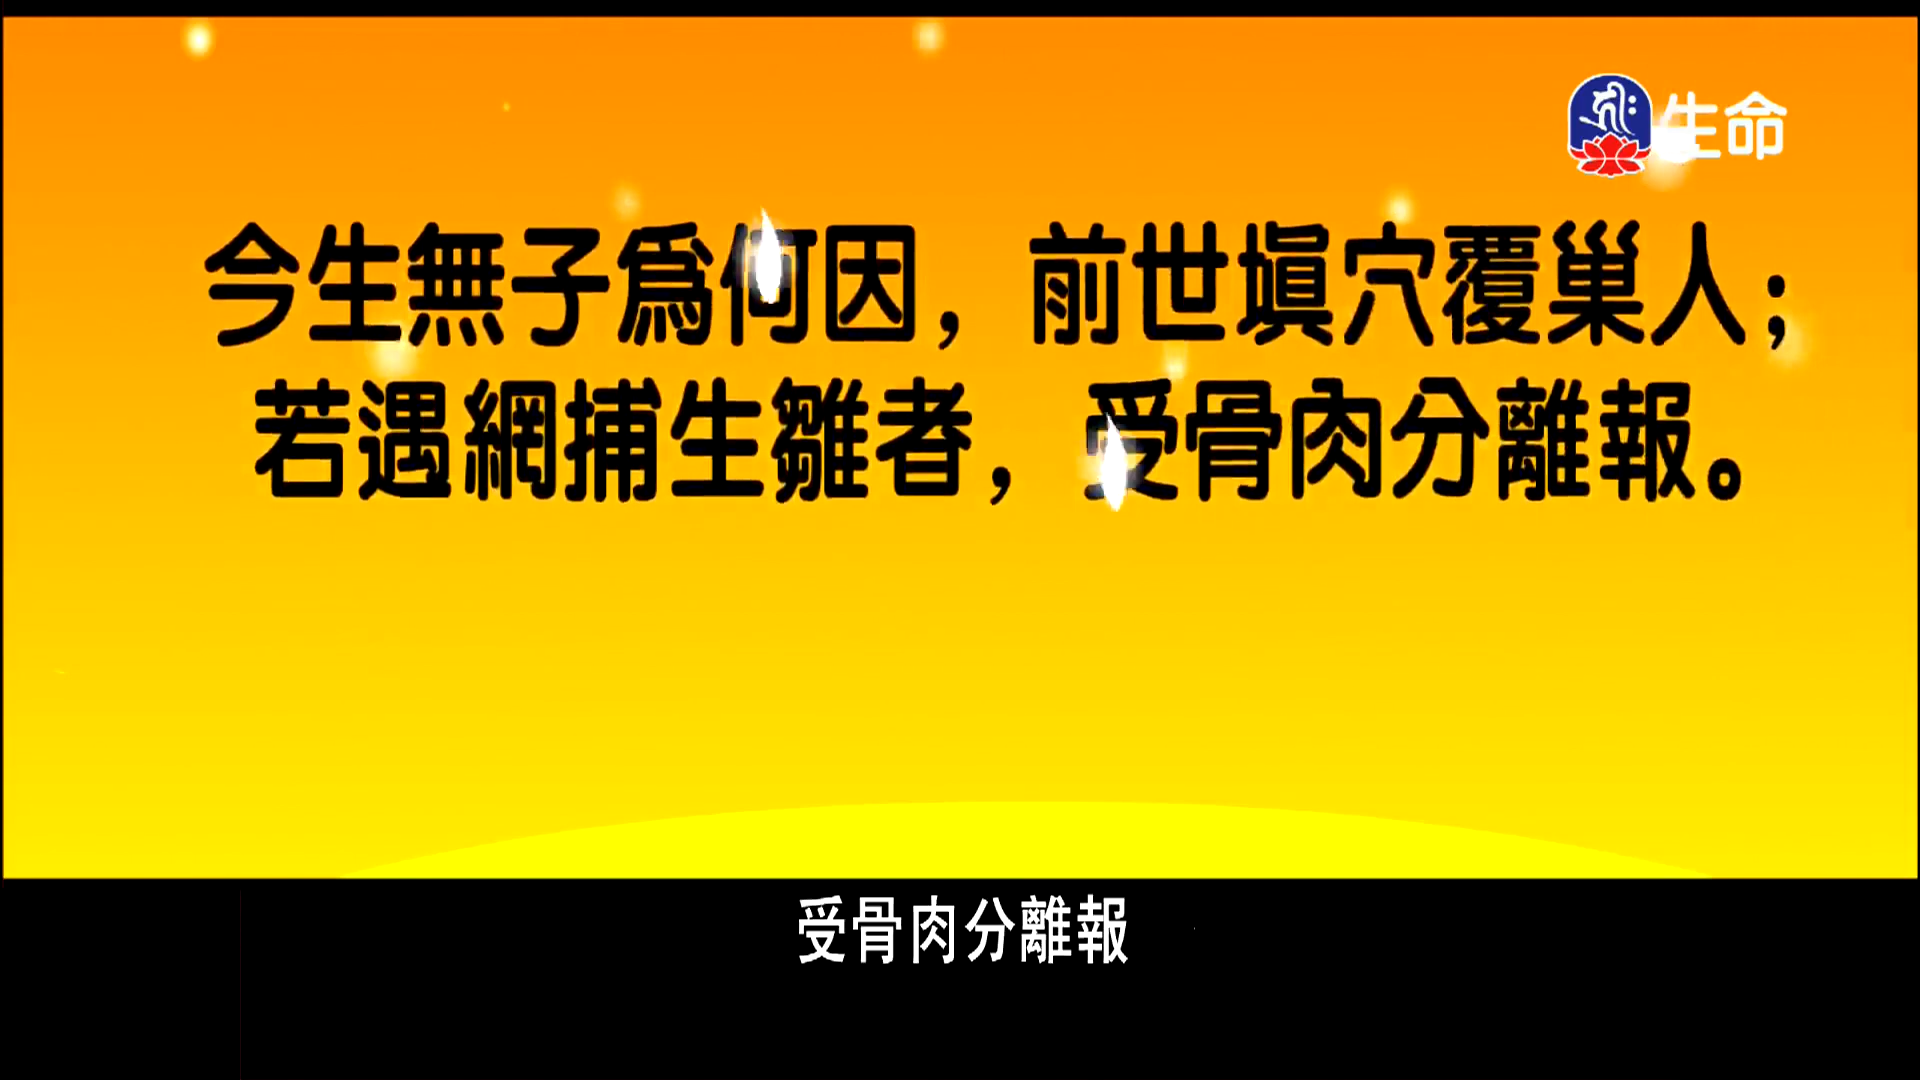 生命
今生無子爲何因，前世塡穴覆巢人；
若遇網捕生雛者，受骨肉分離報。
受骨肉分離報